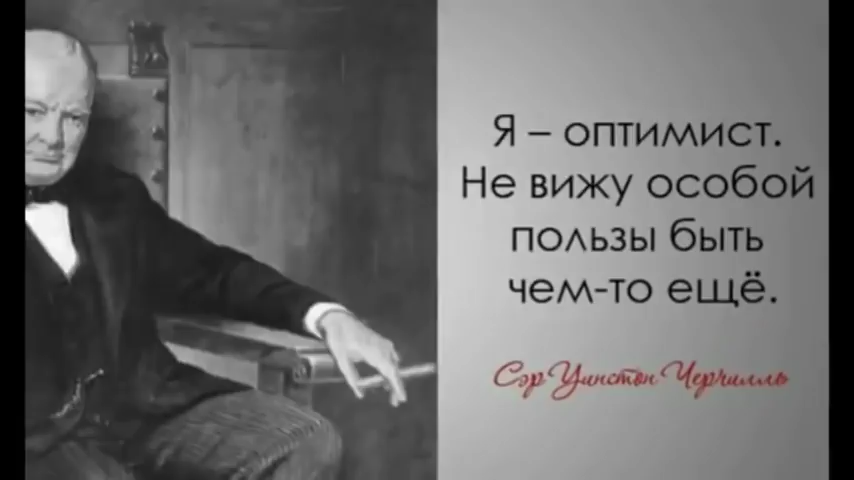 Я – оптимист.
Не вижу особой
пользы быть
чем-то ещё.
Сэр Уинстон Черчилль